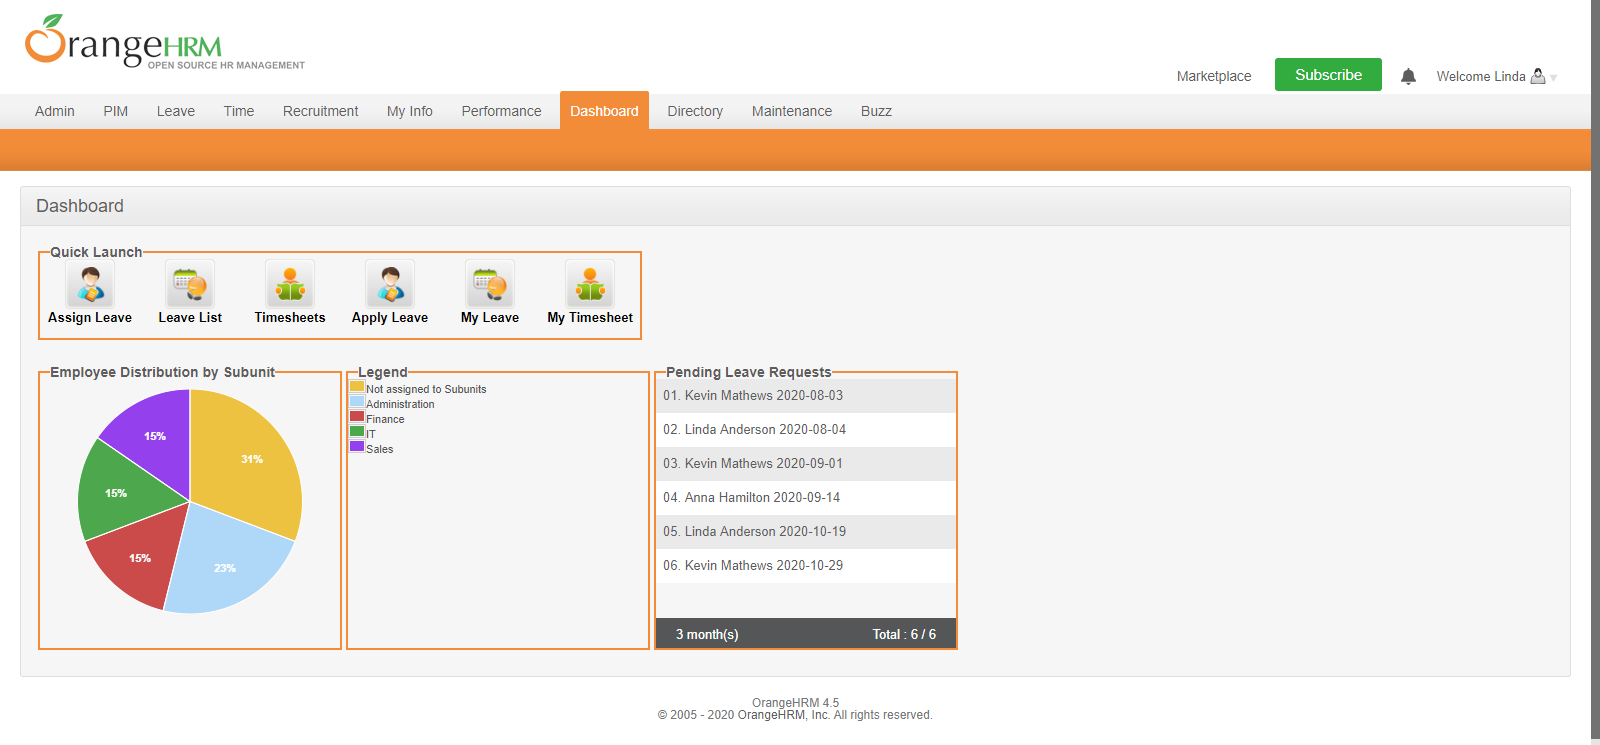 OrangeHRM
OPEN SOURCE HR MANAGEMENT
Marketplace Subscribe Welcome Linda
Admin PIM Leave Time Recruitment My Info Performance Dashboard Directory Maintenance Buzz
Dashboard
Quick Launch
Assign Leave Leave List Timesheets Apply Leave My Leave My Timesheet
Employee Distribution by Subunit
15%
31%
15%
15%
23%
Legend
Not assigned to Subunits
Administration
Finance
IT
Sales
Pending Leave Requests
01. Kevin Mathews 2020-08-03
02. Linda Anderson 2020-08-04
03. Kevin Mathews 2020-09-01
04. Anna Hamilton 2020-09-14
05. Linda Anderson 2020-10-19
06. Kevin Mathews 2020-10-29
3 month(s) Total : 6 / 6
OrangeHRM 4.5
© 2005 - 2020 OrangeHRM, Inc. All rights reserved.